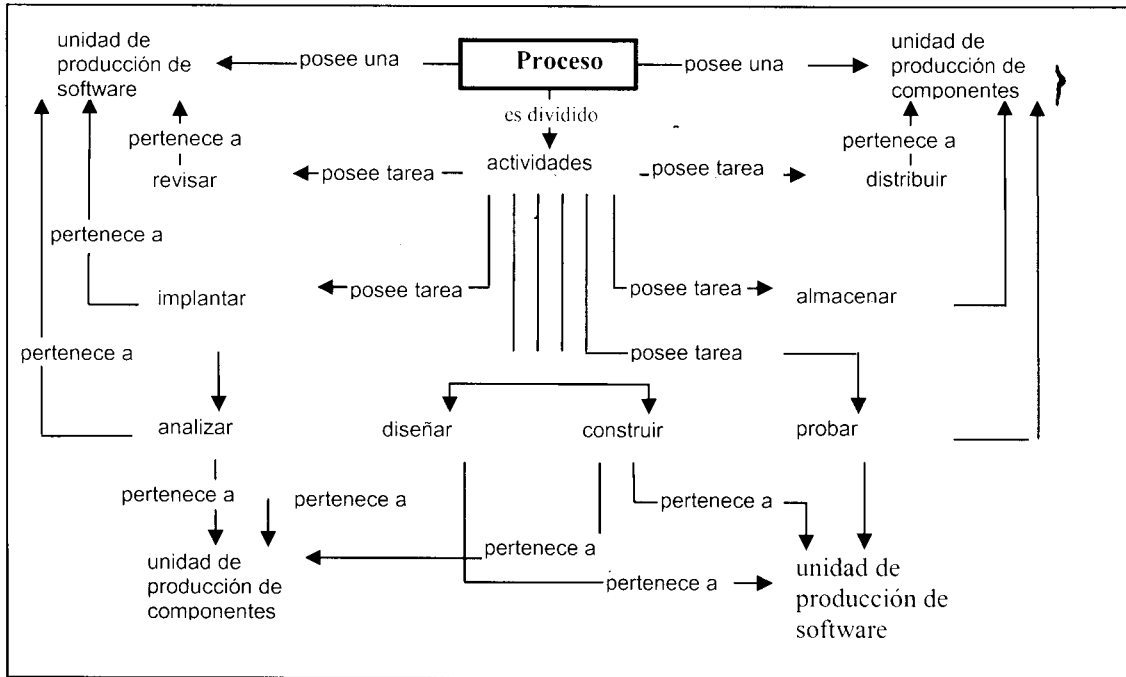 unidad de
producción de
software
posee una
Proceso
posee una
unidad de
producción de
componentes
es dividido
pertenece a
revisar
posee tarea
actividades
posee tarea
pertenece a
distribuir
pertenece a
implantar
posee tarea
posee tarea
almacenar
pertenece a
posee tarea
analizar
diseñar
construir
probar
pertenece a
pertenece a
pertenece a
unidad de
producción de
componentes
pertenece a
pertenece a
unidad de
producción de
software